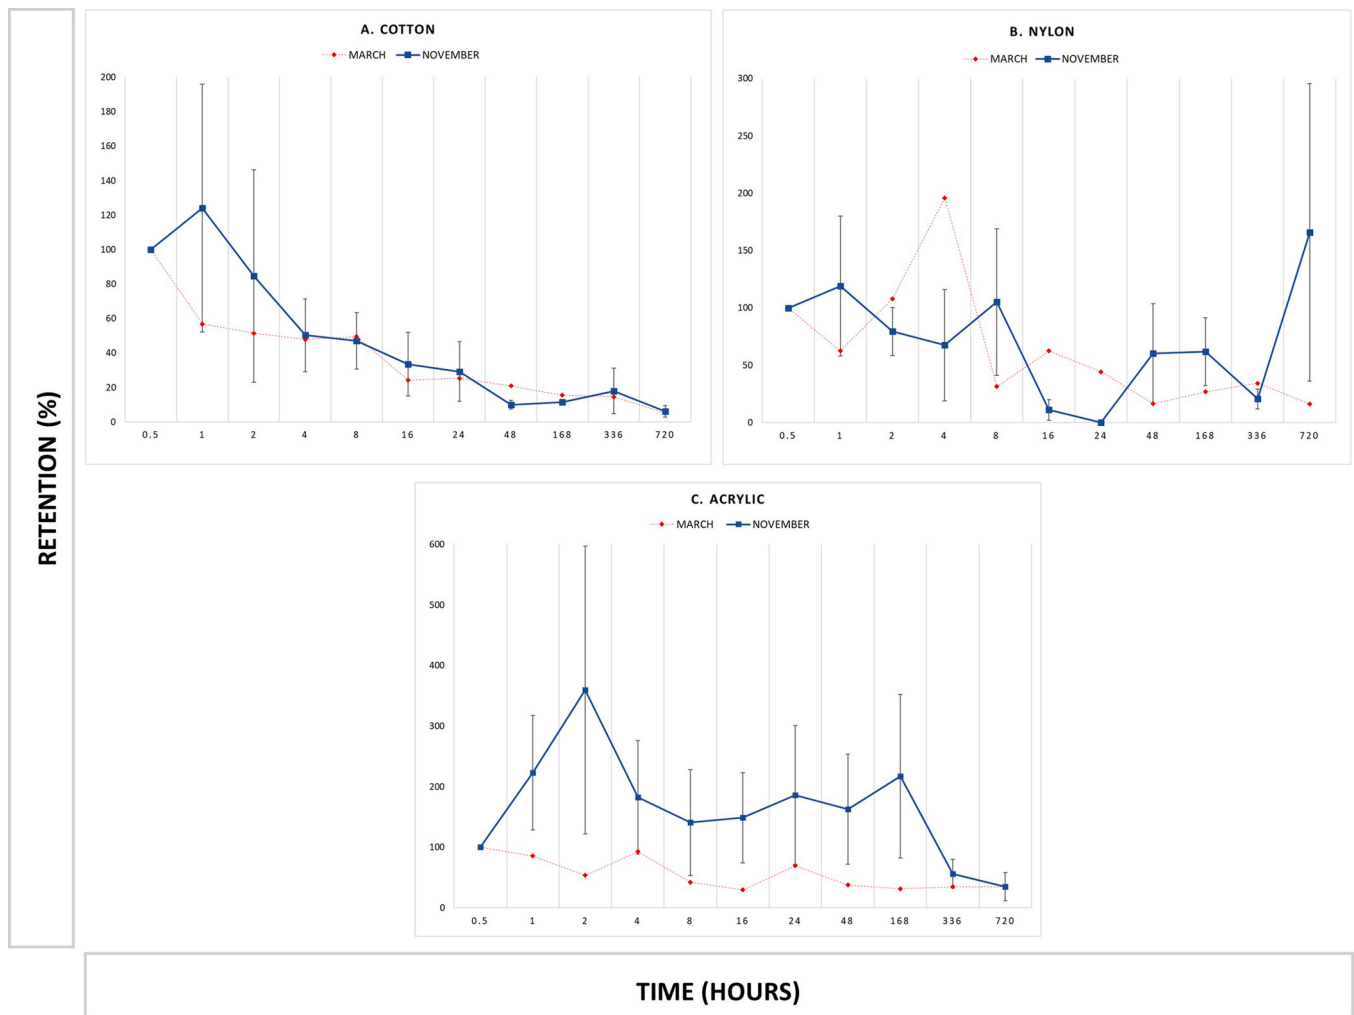 RETENTION (%)
A. COTTON
MARCH NOVEMBER
200
180
160
140
120
100
80
60
40
20
0
0.5 1 2 4 8 16 24 48 168 336 720
B. NYLON
MARCH NOVEMBER
300
250
200
150
100
50
0
0.5 1 2 4 8 16 24 48 168 336 720
C. ACRYLIC
MARCH NOVEMBER
600
500
400
300
200
100
0
0.5 1 2 4 8 16 24 48 168 336 720
TIME (HOURS)